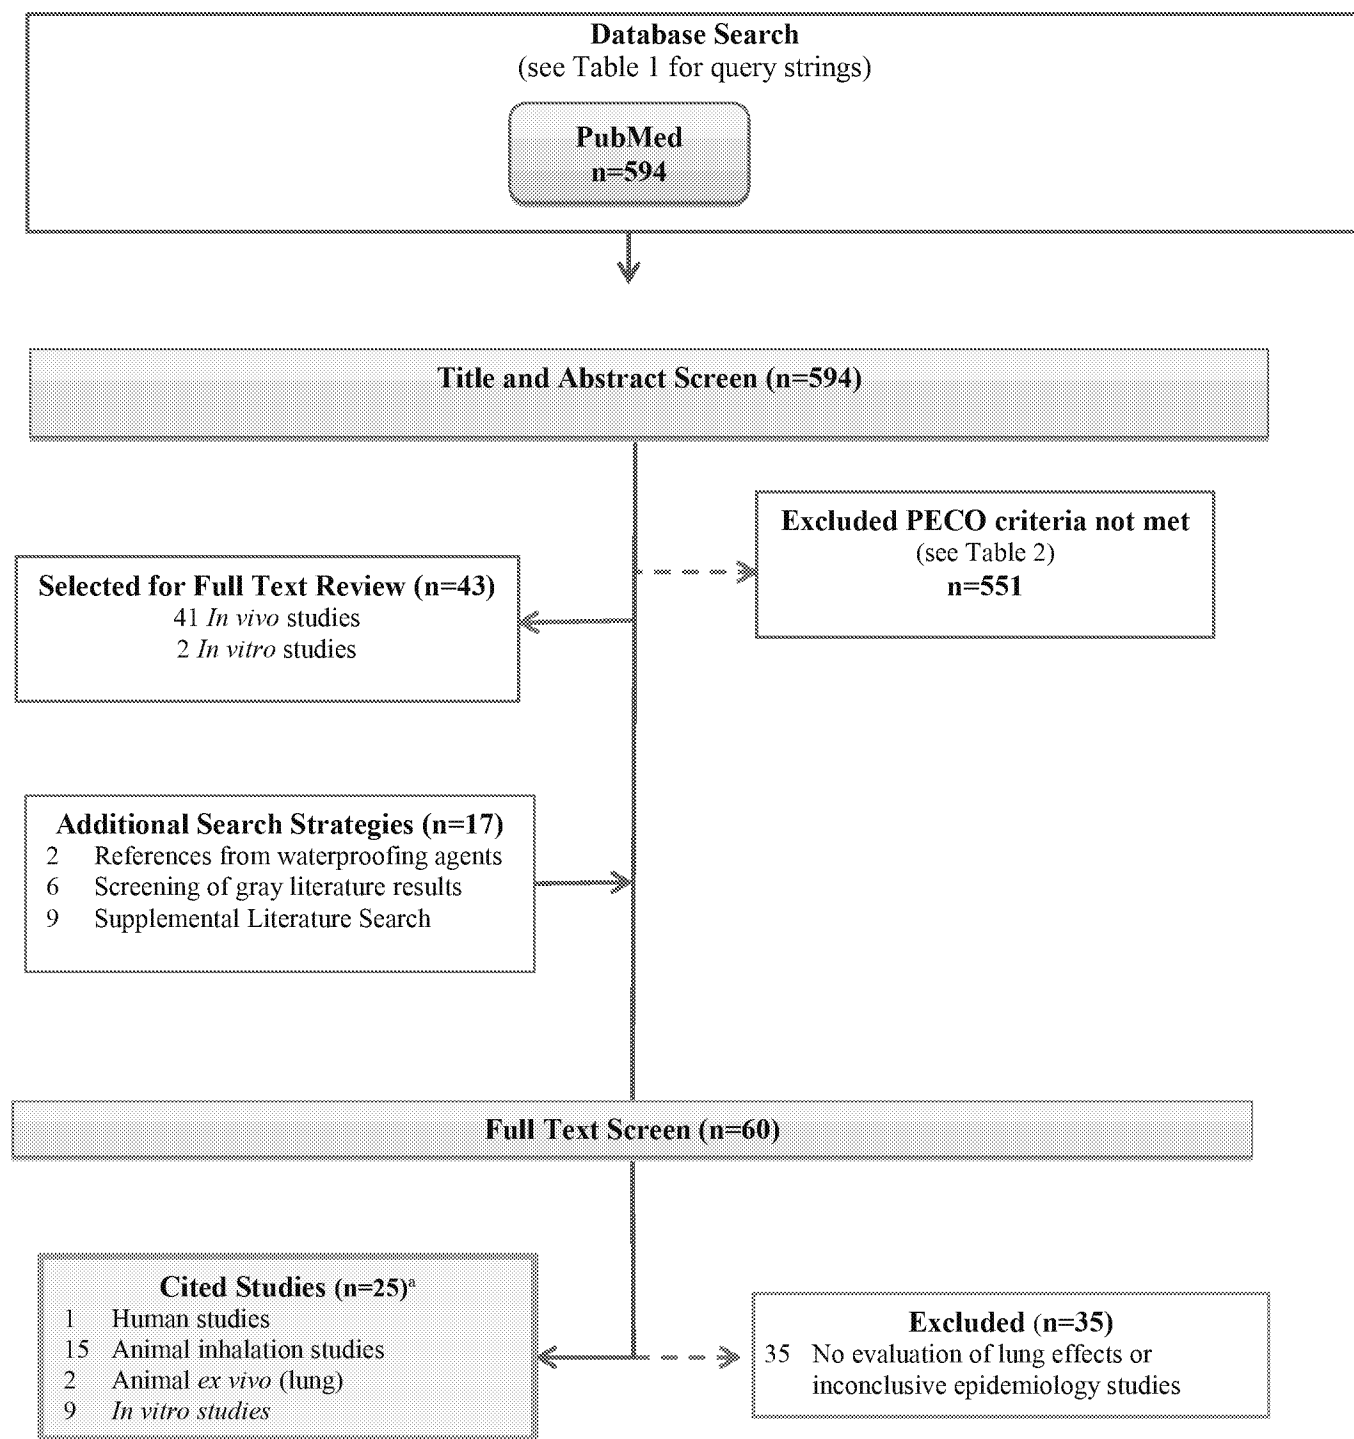 Database Search
(see Table 1 for query strings)
PubMed
n=594
Title and Abstract Screen (n=594)
Excluded PECO criteria not met
(see Table 2)
n=551
Selected for Full Text Review (n=43)
41 In vivo studies
2 In vitro studies
Additional Search Strategies (n=17)
2 References from waterproofing agents
6 Screening of gray literature results
9 Supplemental Literature Search
Full Text Screen (n=60)
Cited Studies (n=25)a
1 Human studies
15 Animal inhalation studies
2 Animal ex vivo (lung)
9 In vitro studies
Excluded (n=35)
35 No evaluation of lung effects or
inconclusive epidemiology studies